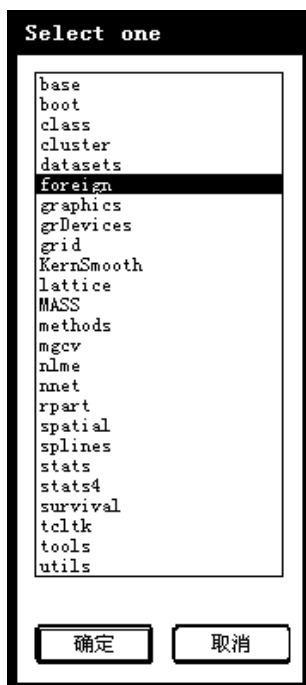 Select one
base
boot
class
cluster
datasets
foreign
graphics
grDevices
grid
KernSmooth
lattice
MASS
methods
mgcv
nlme
nnet
rpart
spatial
splines
stats
stats4
survival
tcltk
tools
utils
确定 取消